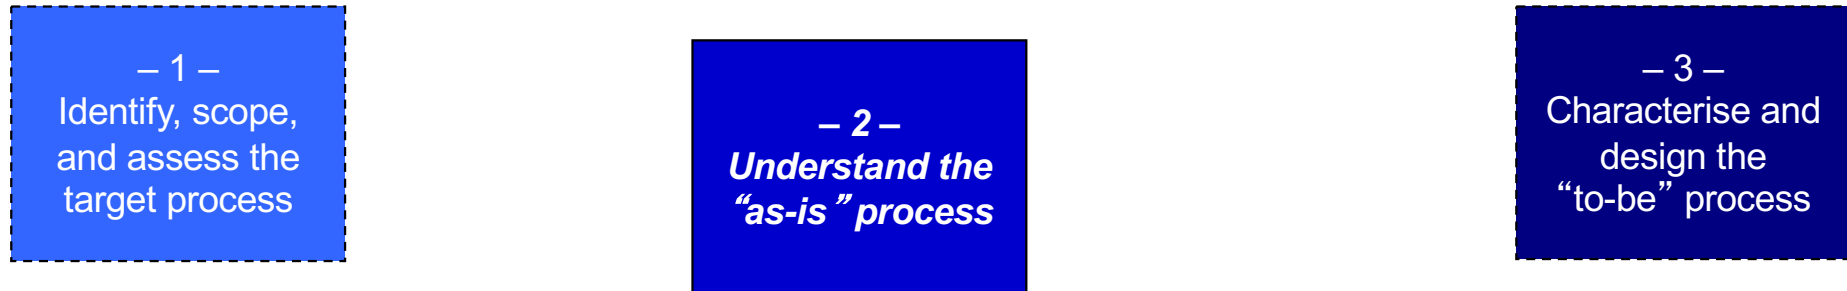 – 1 –
Identify, scope,
and assess the
target process
– 2 –
Understand the
“as-is” process
– 3 –
Characterise and
design the
“to-be” process